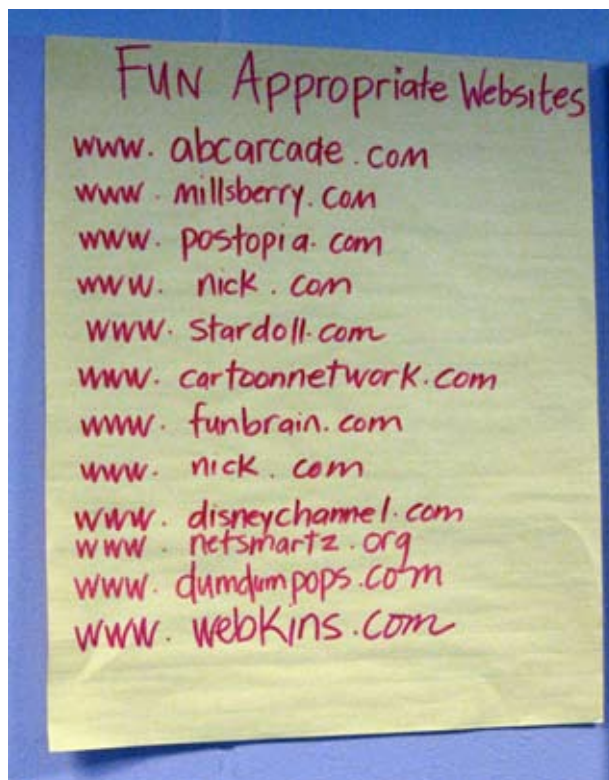 FUN Appropriate Websites
www. abcarcade.com
www. millsberry.com
www. postopia.com
www. nick.com
www. stardoll.com
www. cartoonnetwork.com
www. funbrain.com
www. nick.com
www. disneychannel.com
www. netsmartz.org
www. dumdumpops.com
www. webkins.com